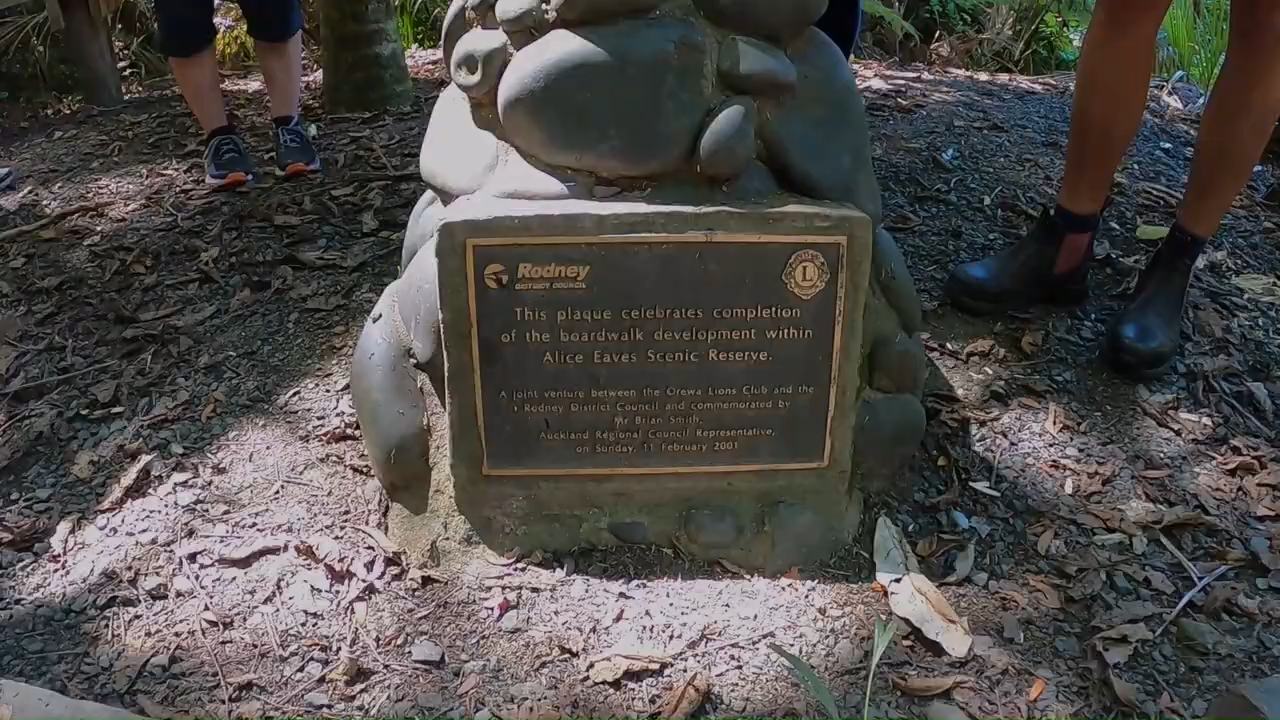 Rodney
DISTRICT COUNCIL
L
This plaque celebrates completion
of the boardwalk development within
Alice Eaves Scenic Reserve.
A joint venture between the Orewa Lions Club and the
Rodney District Council and commemorated by
Mr Brian Smith,
Auckland Regional Council Representative,
on Sunday, 11 February 2001